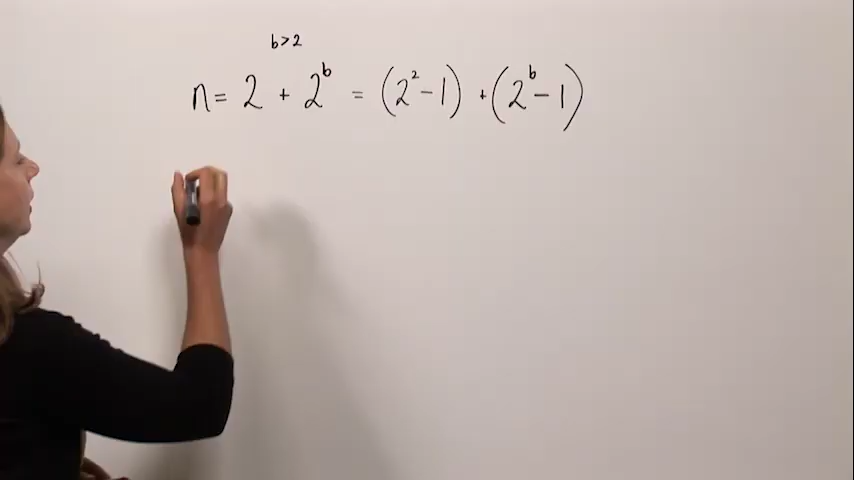 b>2
n = 2 + 2^b = (2^2 - 1) + (2^b - 1)